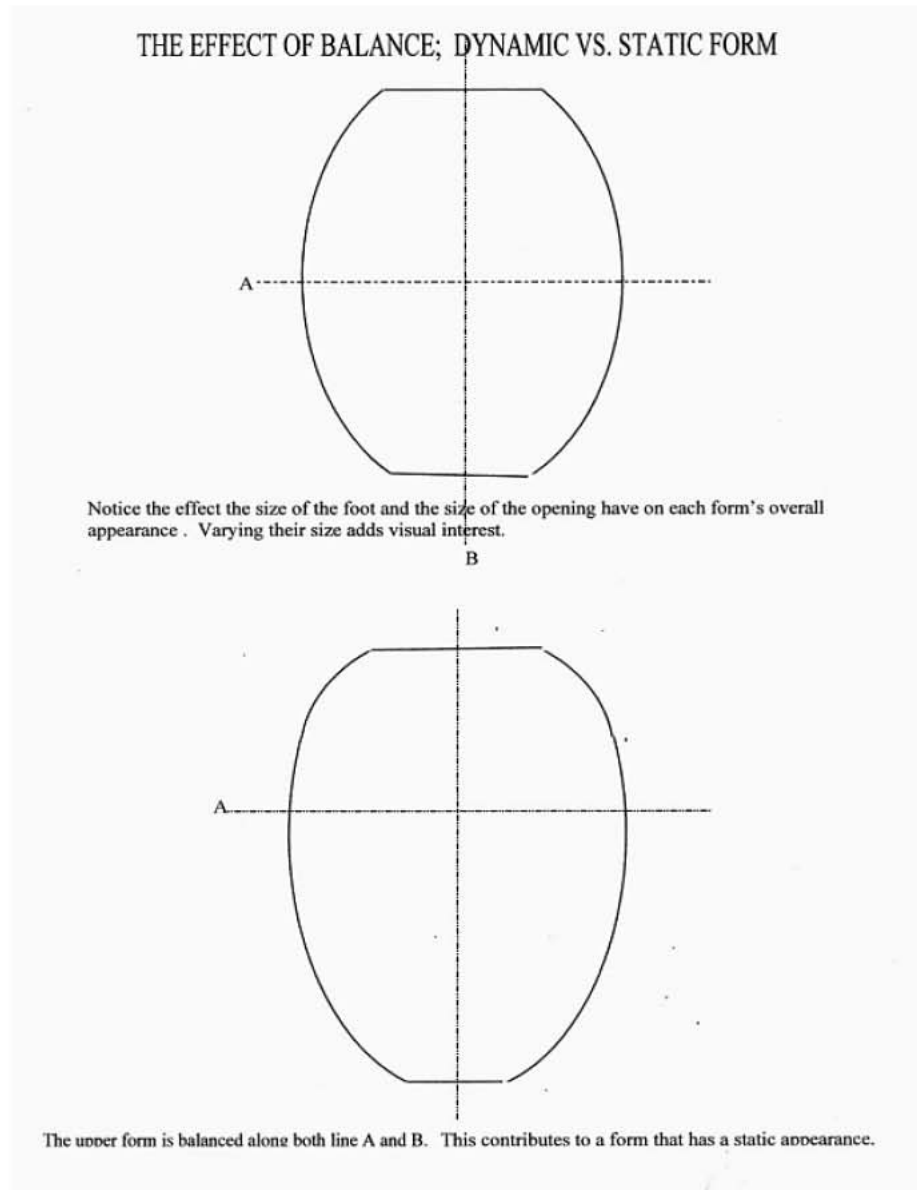 THE EFFECT OF BALANCE; DYNAMIC VS. STATIC FORM
A
Notice the effect the size of the foot and the size of the opening have on each form's overall
appearance . Varying their size adds visual interest.
B
A
The upper form is balanced along both line A and B. This contributes to a form that has a static appearance.